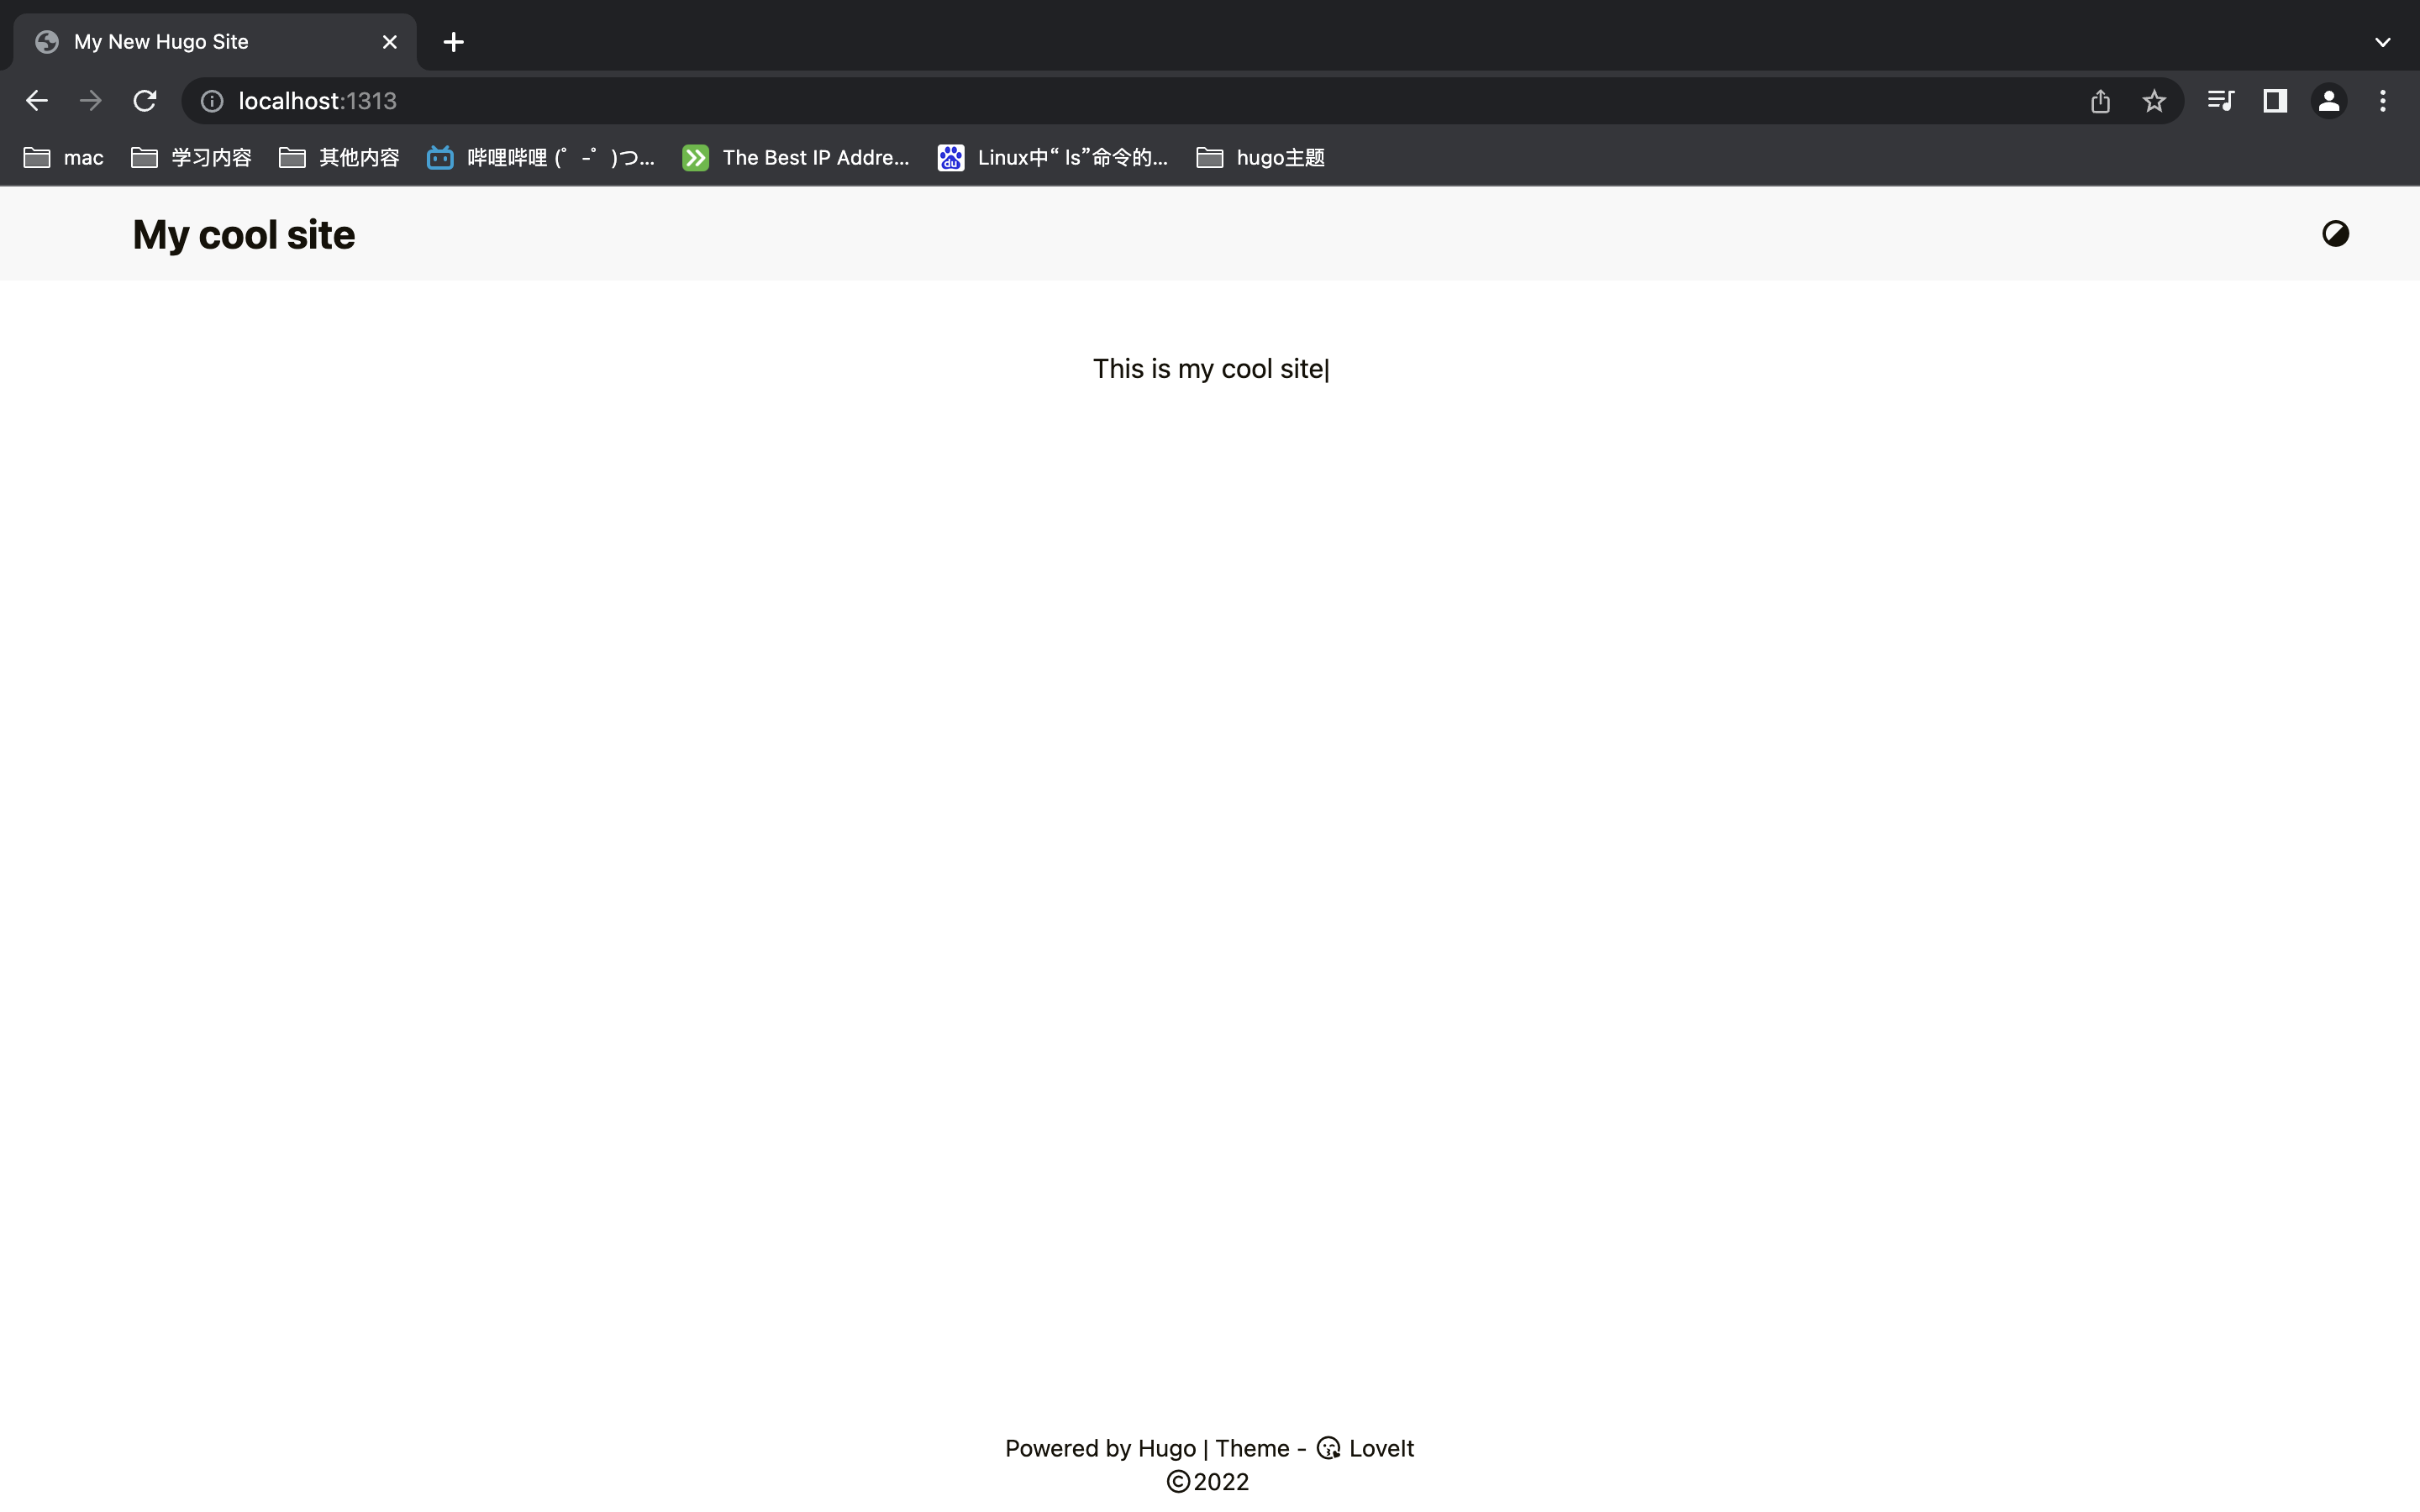 My New Hugo Site
localhost:1313
mac 学习内容 其他内容 哔哩哔哩 (゜-゜)つ... The Best IP Addre... du Linux中“ ls”命令的... hugo主题
My cool site
This is my cool site|
Powered by Hugo | Theme - LoveIt
©2022